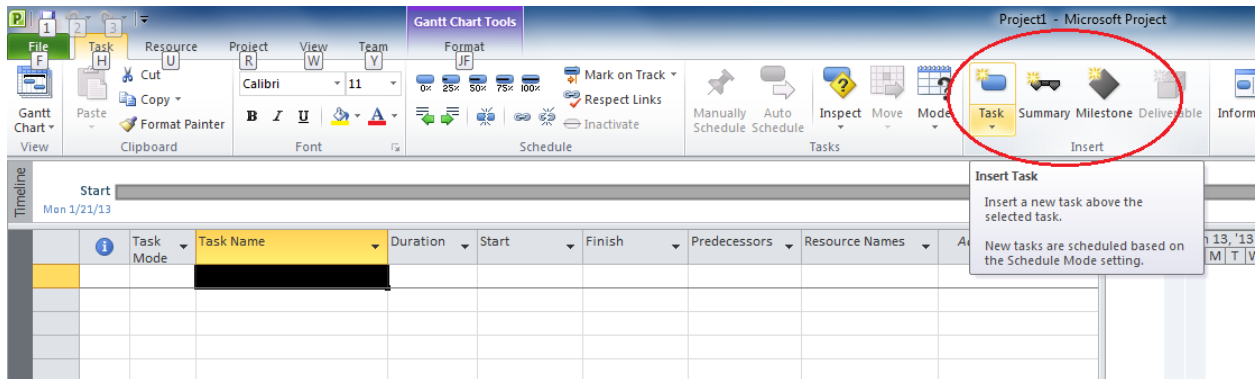 P 1 2 3 Gantt Chart Tools Project1 - Microsoft Project
File Task Resource Project View Team Format
F H U R W Y JF
Cut
Copy
Format Painter
Gantt
Chart
Paste
View
Clipboard
Calibri 11
B I U A
Font
0% 25% 50% 75% 100%
Mark on Track
Respect Links
Inactivate
Schedule
Manually
Schedule
Auto
Schedule
Inspect Move Mode
Tasks
Task Summary Milestone Deliverable
Insert
Inform
Timeline
Start
Mon 1/21/13
Insert Task
Insert a new task above the
selected task.
New tasks are scheduled based on
the Schedule Mode setting.
Task
Mode
Task Name Duration Start Finish Predecessors Resource Names
13, '13
M T W